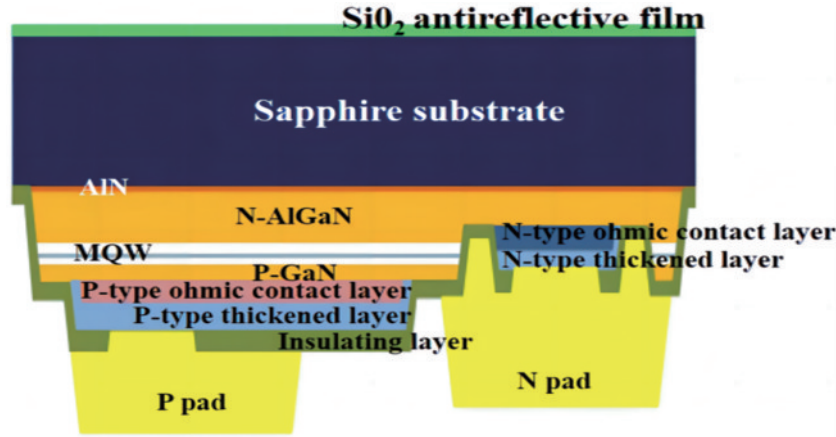 Si0₂ antireflective film
Sapphire substrate
AlN
N-AlGaN
N-type ohmic contact layer
MQW
N-type thickened layer
P-GaN
P-type ohmic contact layer
P-type thickened layer
Insulating layer
N pad
P pad